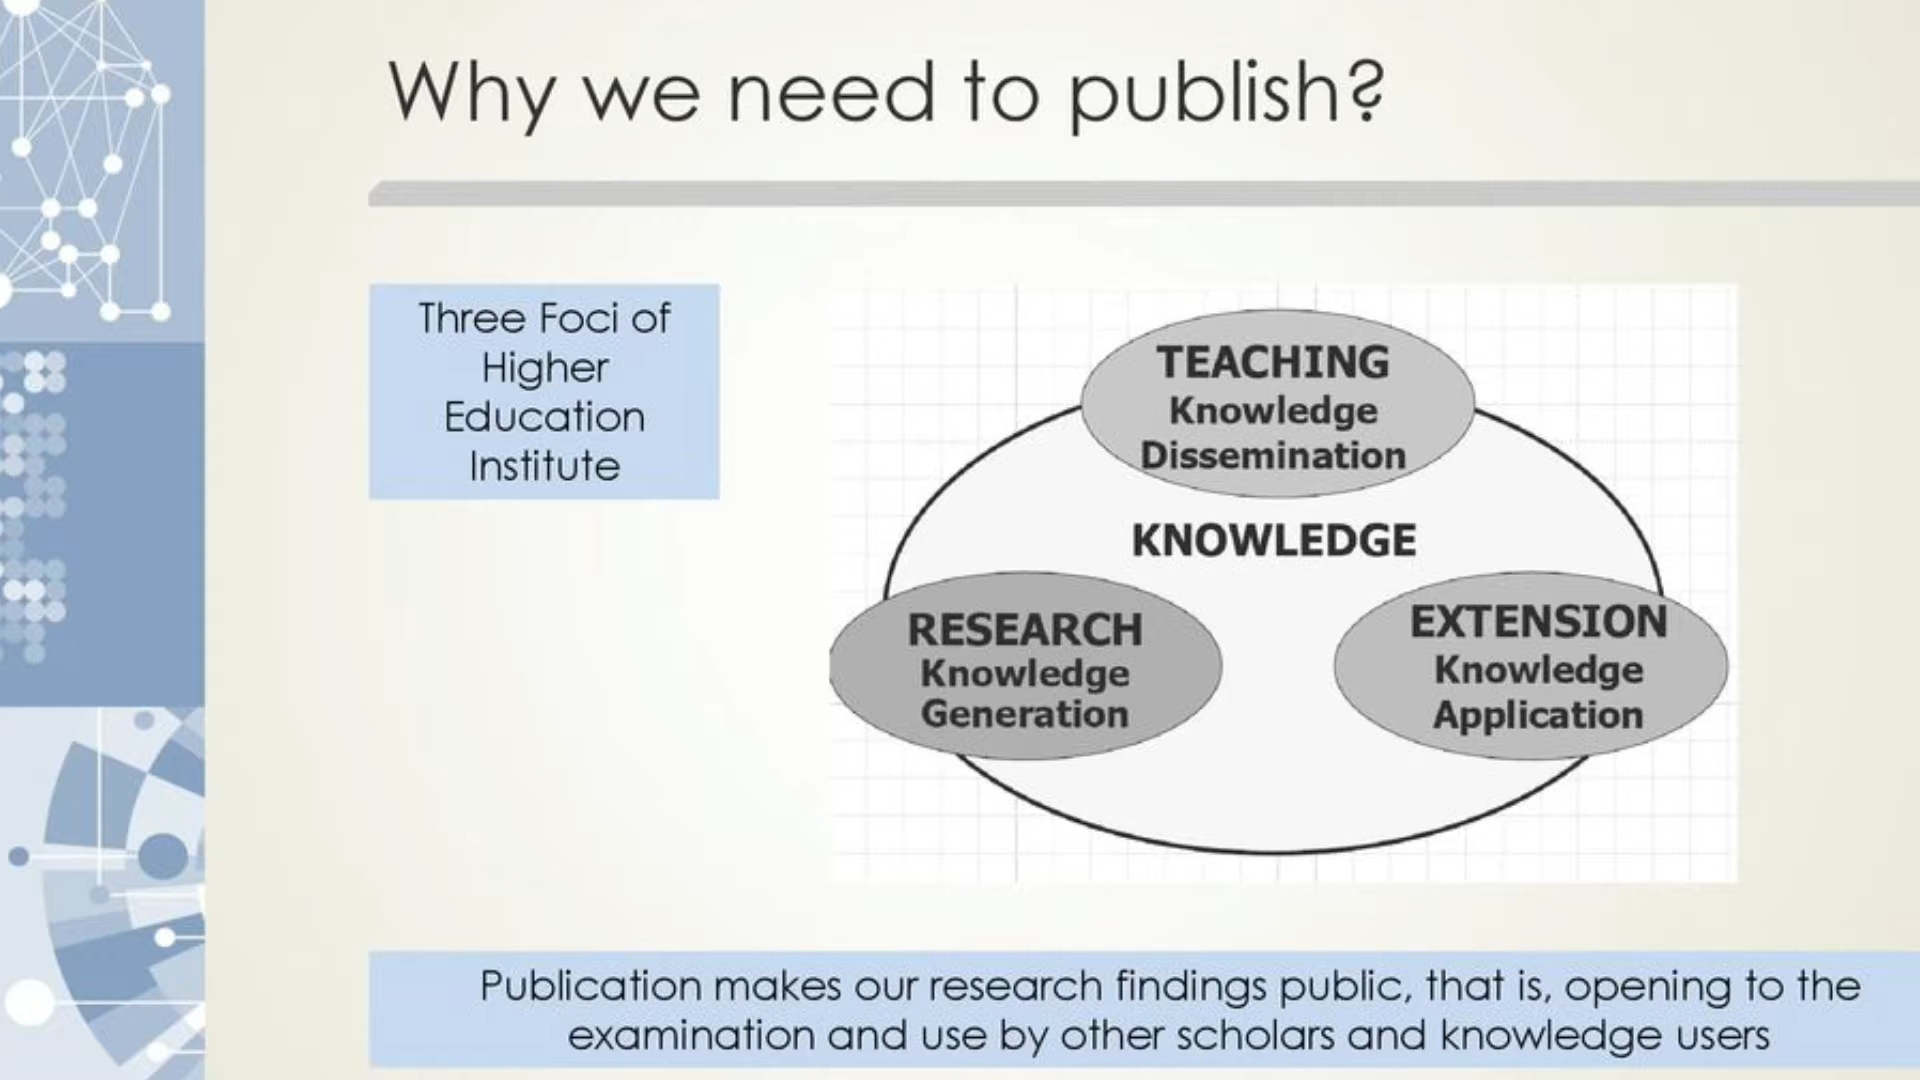 Why we need to publish?
Three Foci of
Higher
Education
Institute
TEACHING
Knowledge
Dissemination
KNOWLEDGE
RESEARCH
Knowledge
Generation
EXTENSION
Knowledge
Application
Publication makes our research findings public, that is, opening to the
examination and use by other scholars and knowledge users